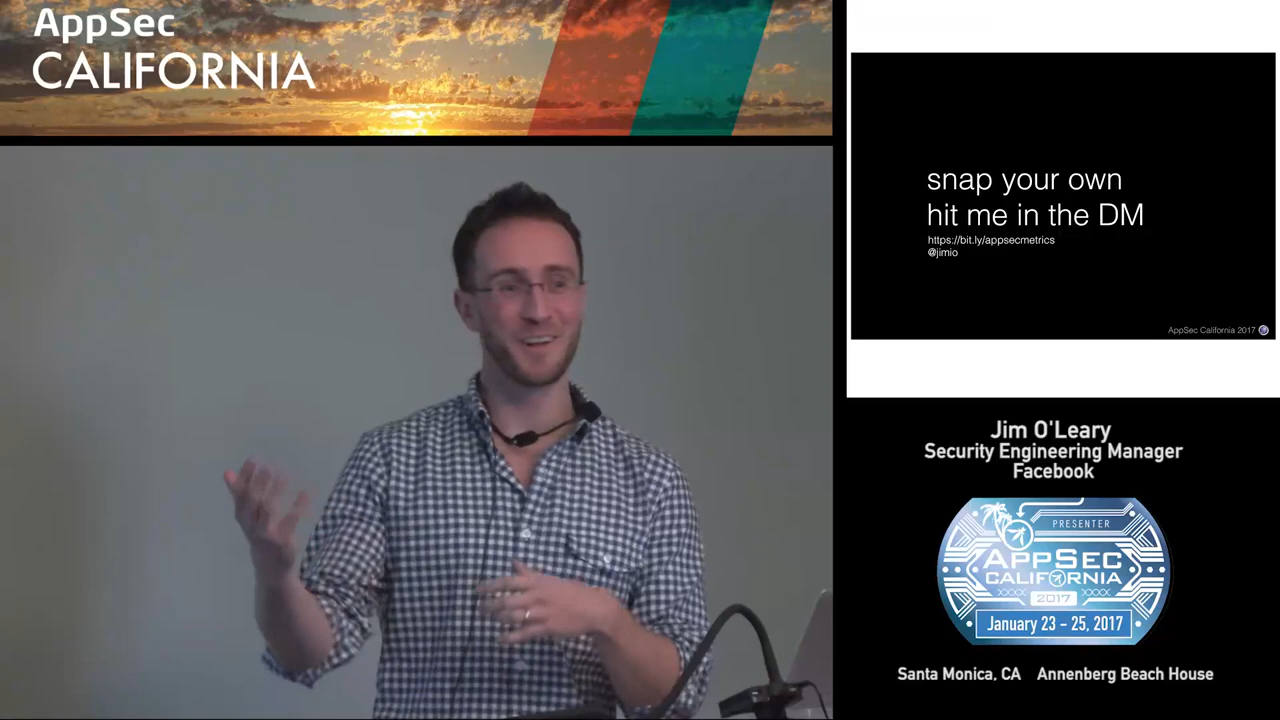 AppSec
CALIFORNIA
snap your own
hit me in the DM
https://bit.ly/appsecmetrics
@jimio
AppSec California 2017
Jim O'Leary
Security Engineering Manager
Facebook
PRESENTER
APPSEC
CALIFORNIA
2017
January 23 - 25, 2017
Santa Monica, CA Annenberg Beach House